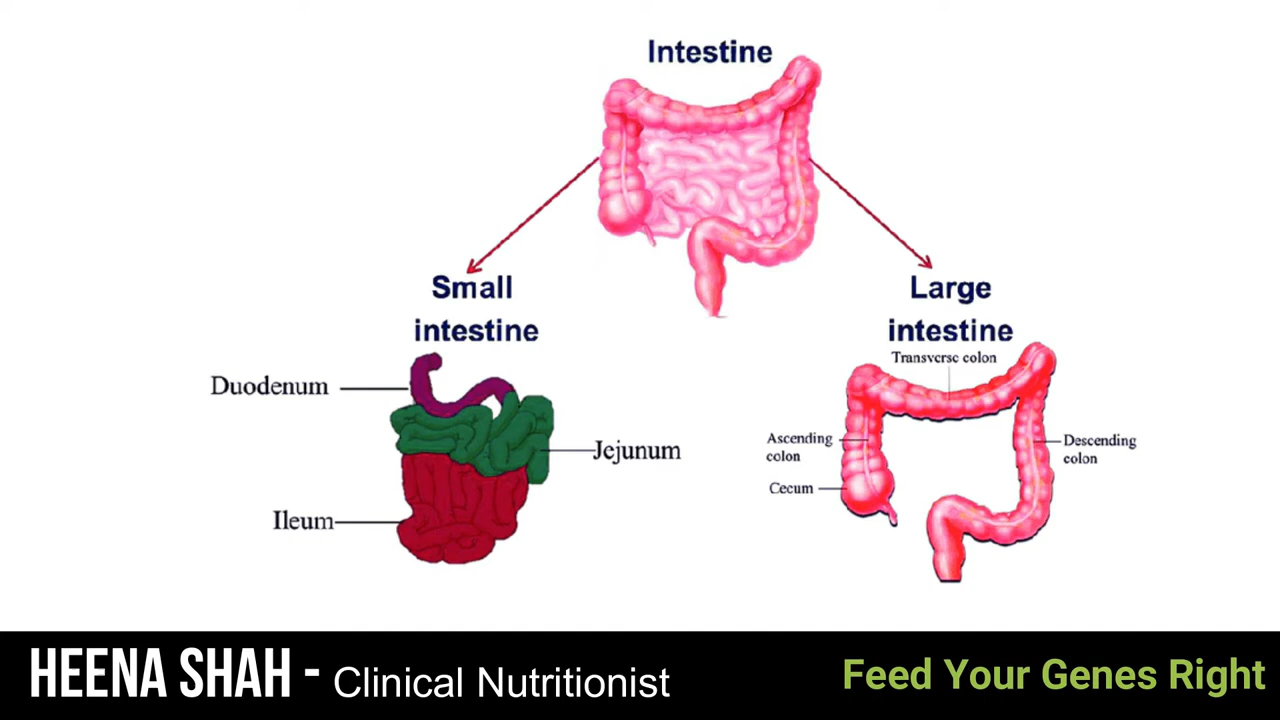 Intestine
Small
intestine
Duodenum
Jejunum
Ileum
Large
intestine
Transverse colon
Ascending
colon
Cecum
Descending
colon
HEENA SHAH - Clinical Nutritionist
Feed Your Genes Right